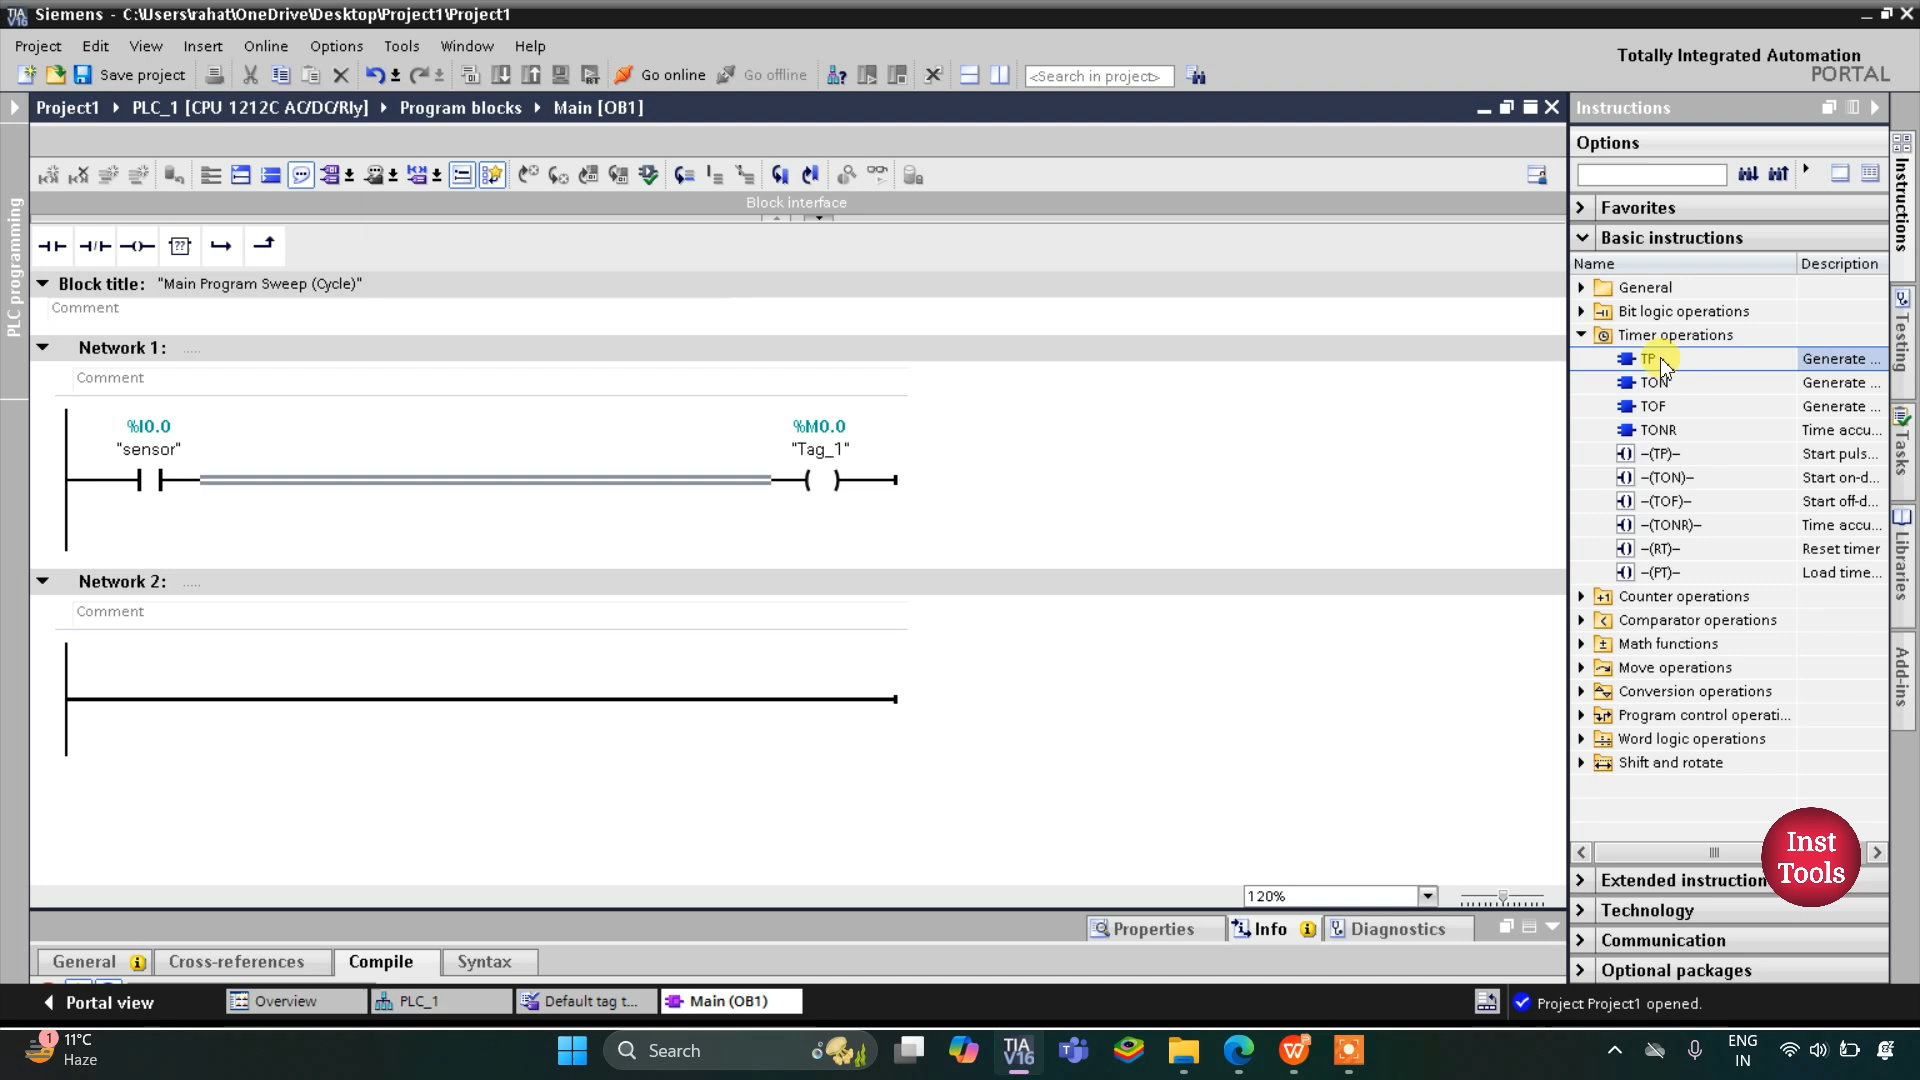 Siemens - C:\Users\rahat\OneDrive\Desktop\Project1\Project1
Project Edit View Insert Online Options Tools Window Help
Totally Integrated Automation
PORTAL
Save project
Go online
Go offline
<Search in project>
Project1 PLC_1 [CPU 1212C AC/DC/Rly] Program blocks Main [OB1]
Instructions
Options
Block interface
Favorites
Basic instructions
Name Description
Block title: "Main Program Sweep (Cycle)"
Comment
Network 1: .....
Comment
%I0.0
"sensor"
%M0.0
"Tag_1"
Network 2: .....
Comment
General
Bit logic operations
Timer operations
TP Generate ...
TON Generate ...
TOF Generate ...
TONR Time accu...
-(TP)- Start puls...
-(TON)- Start on-d...
-(TOF)- Start off-d...
-(TONR)- Time accu...
-(RT)- Reset timer
-(PT)- Load time...
Counter operations
Comparator operations
Math functions
Move operations
Conversion operations
Program control operati...
Word logic operations
Shift and rotate
Extended instruction
Technology
Communication
Optional packages
Inst
Tools
PLC programming
Instructions
Testing
Tasks
Libraries
Add-ins
120%
Properties Info Diagnostics
General Cross-references Compile Syntax
Portal view Overview PLC_1 Default tag t... Main (OB1)
Project Project1 opened.
1
11°C
Haze
Search
TIA
V16
ENG
IN